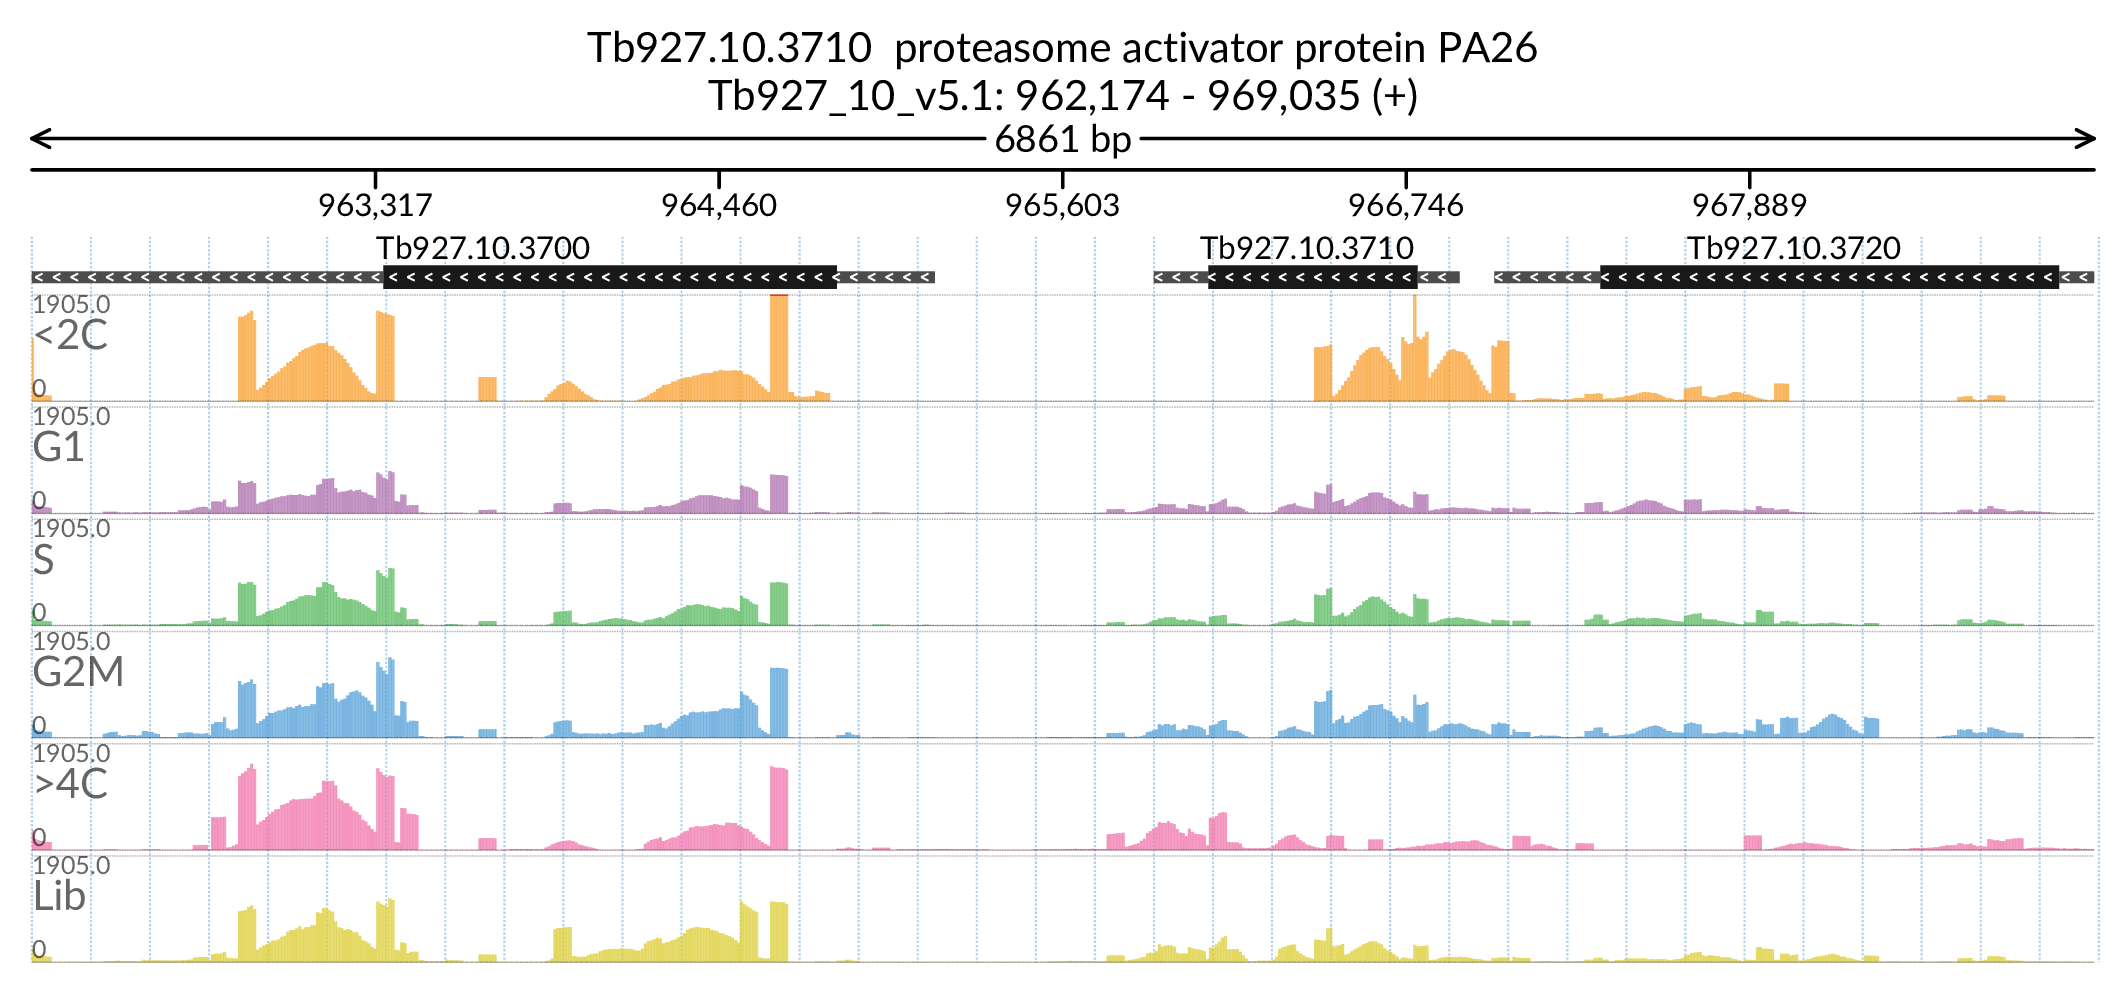 Tb927.10.3710  proteasome activator protein PA26
Tb927_10_v5.1: 962,174 - 969,035 (+)
6861 bp
963,317 964,460 965,603 966,746 967,889
Tb927.10.3700 Tb927.10.3710 Tb927.10.3720
1905.0
<2C
0
1905.0
G1
0
1905.0
S
0
1905.0
G2M
0
1905.0
>4C
0
1905.0
Lib
0